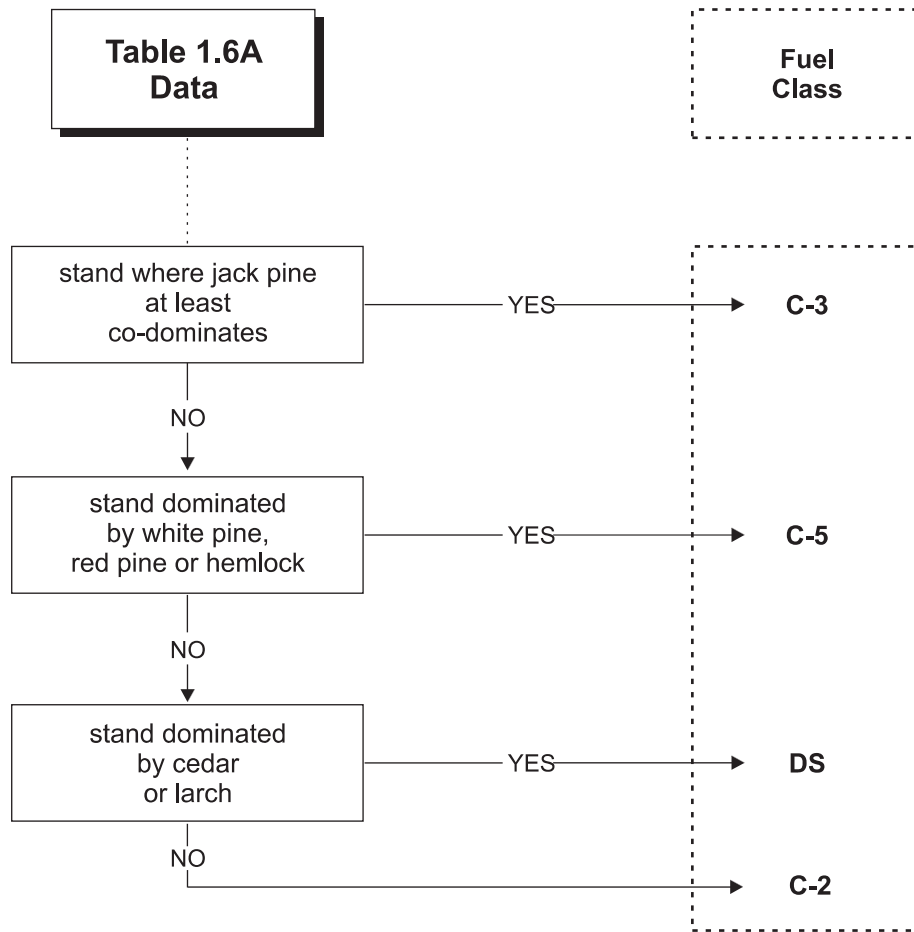 Table 1.6A
Data
Fuel
Class
stand where jack pine
at least
co-dominates
YES
C-3
NO
stand dominated
by white pine,
red pine or hemlock
YES
C-5
NO
stand dominated
by cedar
or larch
YES
DS
NO
C-2